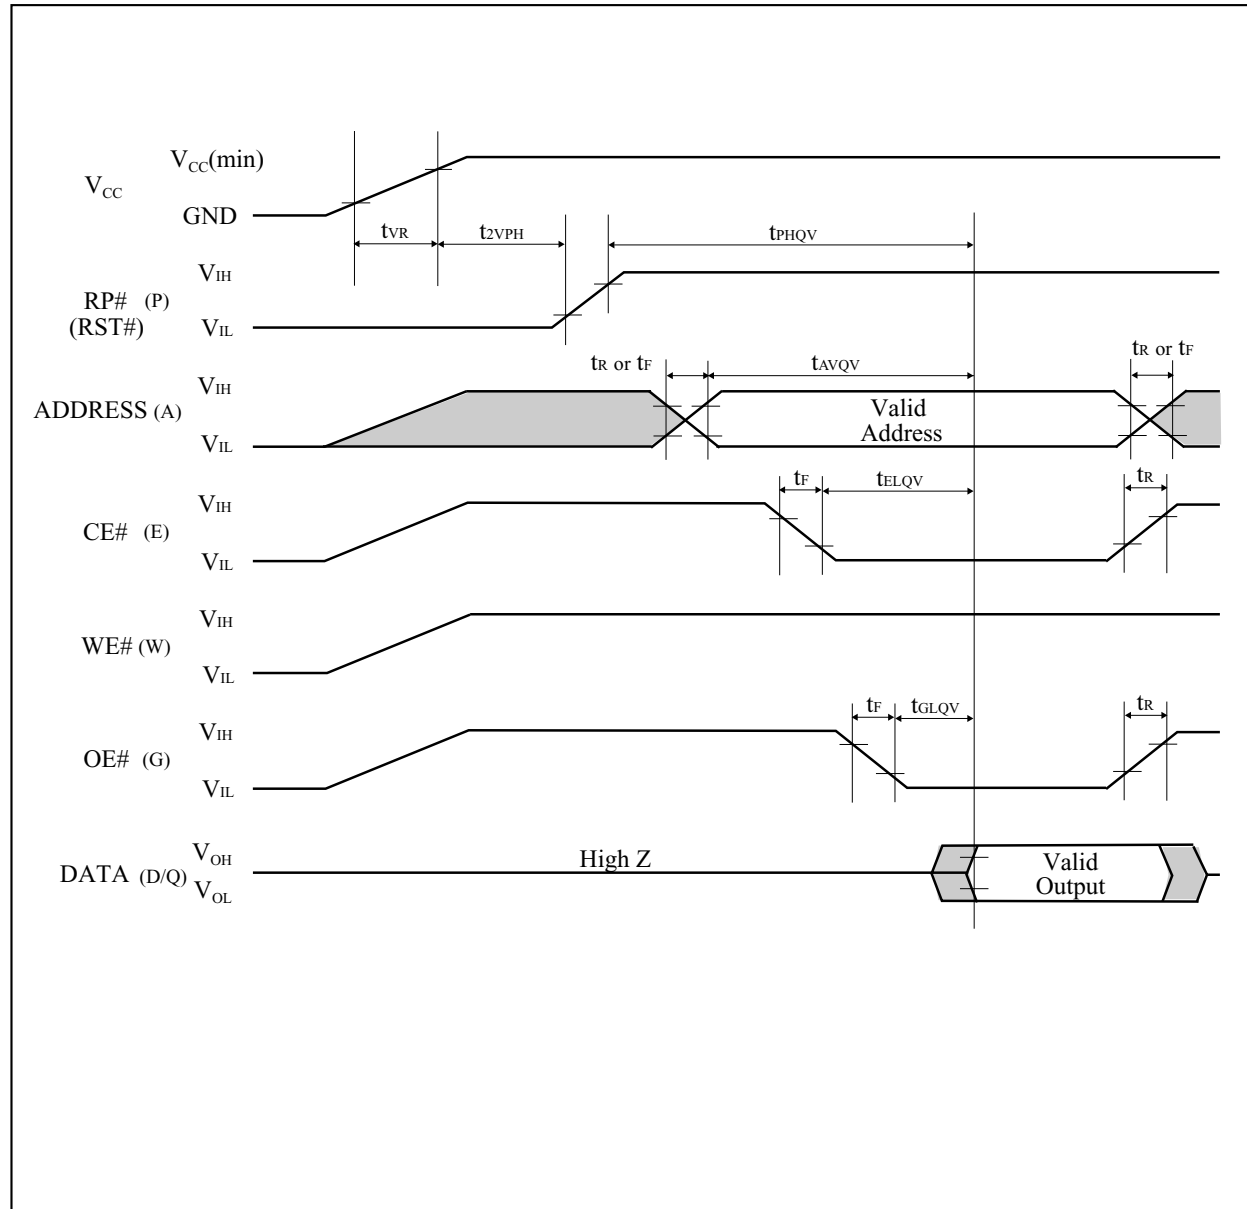 VCC(min)
VCC
GND
tVR
t2VPH
tPHQV
VIH
RP# (P)
(RST#)
VIL
tR or tF
tAVQV
tR or tF
VIH
ADDRESS (A)
Valid
Address
VIL
tF
tELQV
tR
VIH
CE# (E)
VIL
VIH
WE# (W)
VIL
tF
tGLQV
tR
VIH
OE# (G)
VIL
VOH
High Z
DATA (D/Q)
Valid
Output
VOL